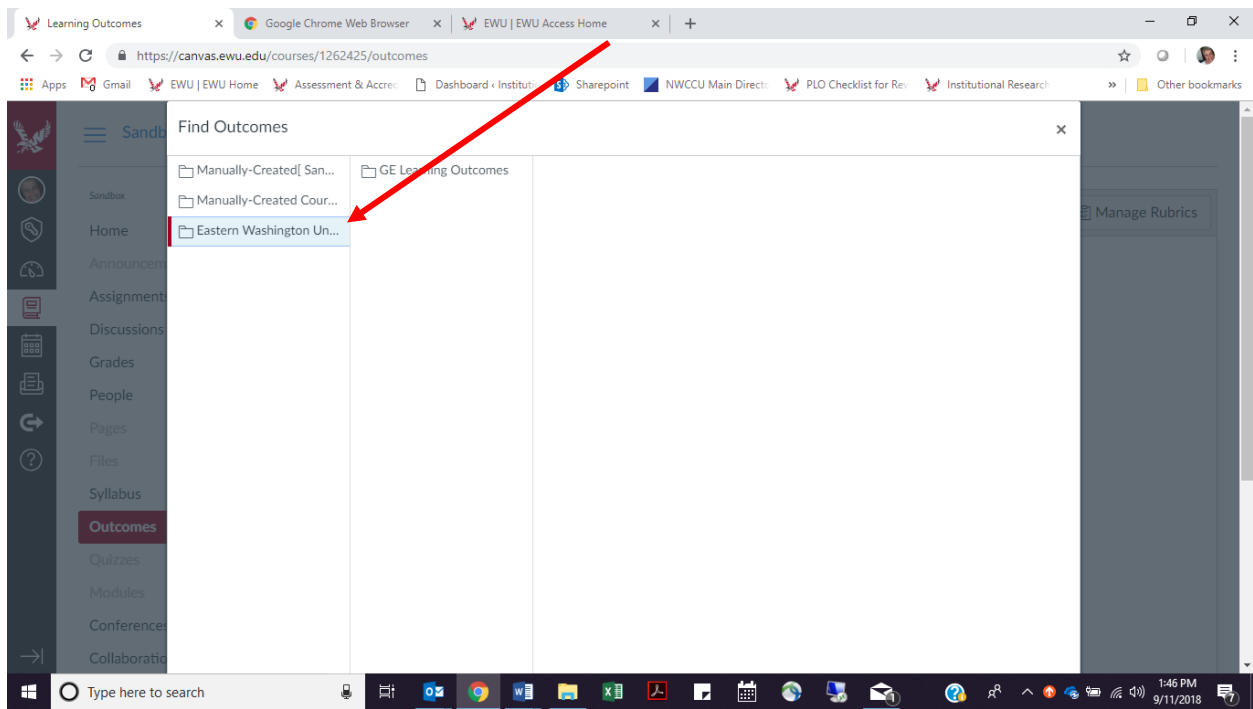 Learning Outcomes
Google Chrome Web Browser
EWU | EWU Access Home
https://canvas.ewu.edu/courses/1262425/outcomes
Apps Gmail EWU | EWU Home Assessment & Accrec Dashboard ‹ Instituti Sharepoint NWCCU Main Directo PLO Checklist for Rev Institutional Research » Other bookmarks
Sandb
Find Outcomes
Manually-Created[ San... GE Learning Outcomes
Manually-Created Cour...
Eastern Washington Un...
Manage Rubrics
Sandbox
Home
Announcem
Assignments
Discussions
Grades
People
Pages
Files
Syllabus
Outcomes
Quizzes
Modules
Conferences
Collaboratio
Type here to search
1:46 PM
9/11/2018